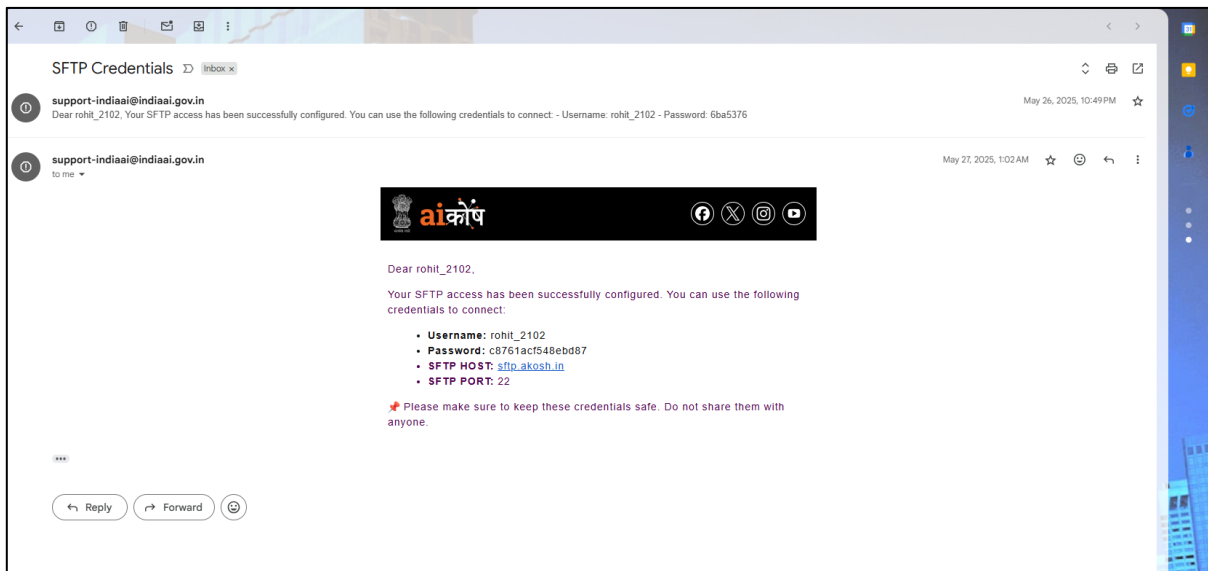 SFTP Credentials
Inbox x
support-indiaai@indiaai.gov.in
May 26, 2025, 10:49 PM
Dear rohit_2102, Your SFTP access has been successfully configured. You can use the following credentials to connect: - Username: rohit_2102 - Password: 6ba5376
support-indiaai@indiaai.gov.in
May 27, 2025, 1:02 AM
to me
aiकोष
Dear rohit_2102,
Your SFTP access has been successfully configured. You can use the following
credentials to connect:
• Username: rohit_2102
• Password: c8761acf548ebd87
• SFTP HOST: sftp.akosh.in
• SFTP PORT: 22
📌 Please make sure to keep these credentials safe. Do not share them with
anyone.
Reply
Forward